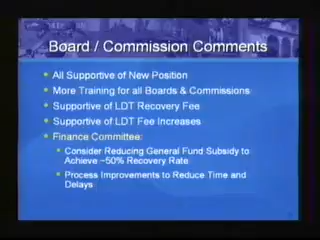 Board / Commission Comments
All Supportive of New Position
More Training for all Boards & Commissions
Supportive of LDT Recovery Fee
Supportive of LDT Fee Increases
Finance Committee:
Consider Reducing General Fund Subsidy to
Achieve ~50% Recovery Rate
Process Improvements to Reduce Time and
Delays